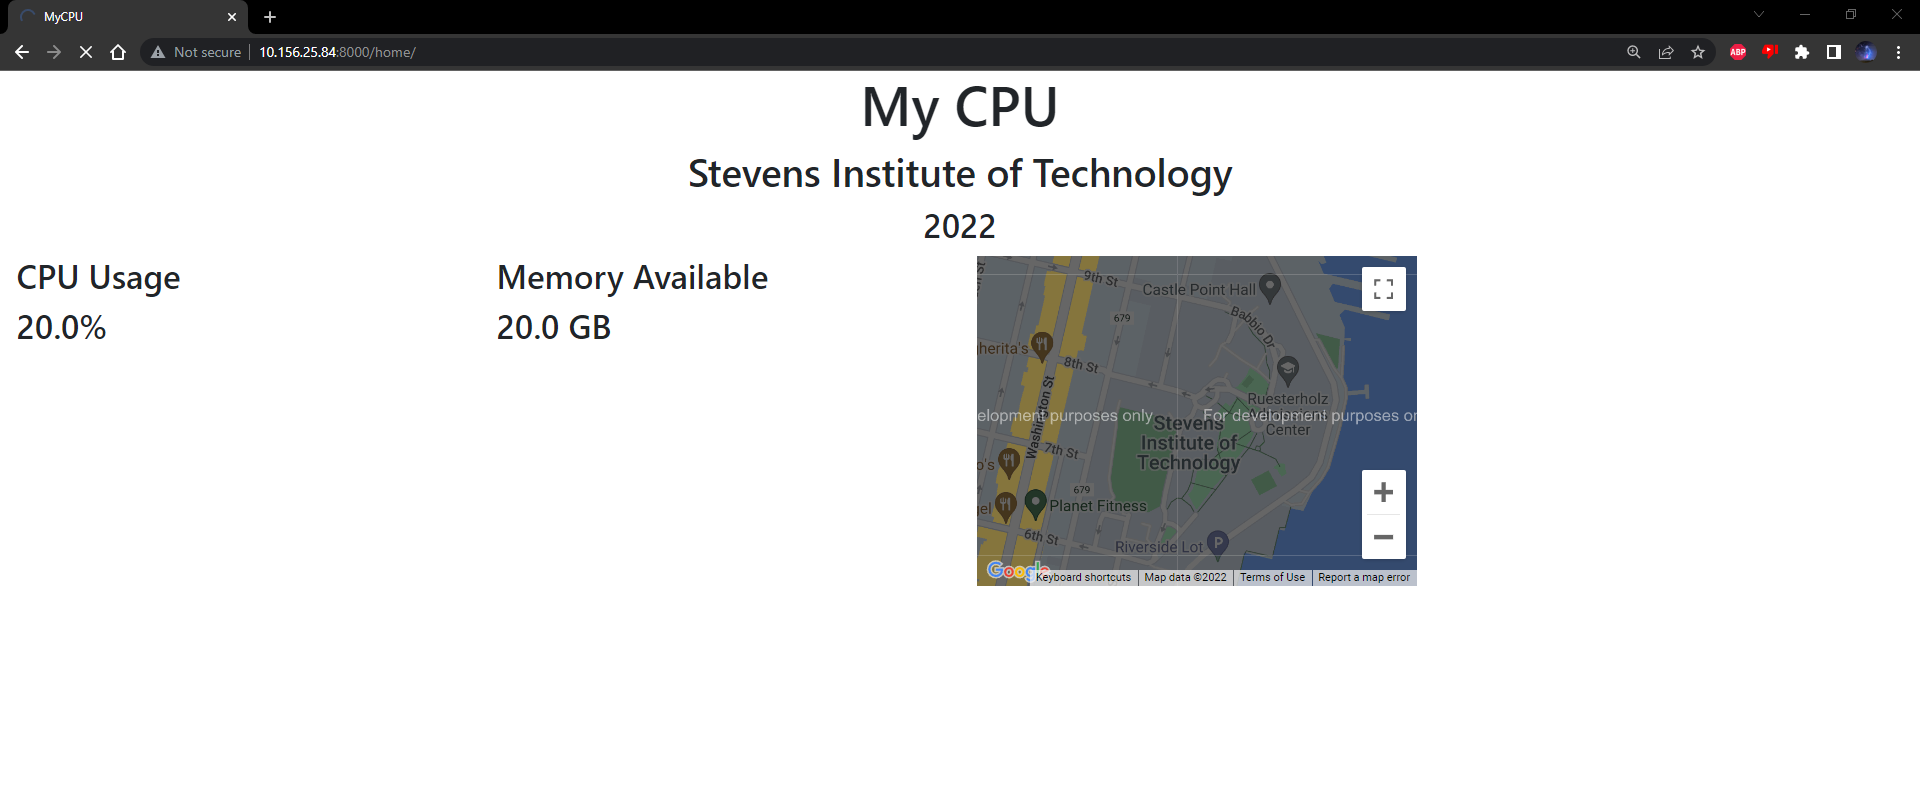 MyCPU
Not secure
10.156.25.84:8000/home/
ABP
My CPU
Stevens Institute of Technology
2022
CPU Usage
20.0%
Memory Available
20.0 GB
9th St
Castle Point Hall
679
Babbio Dr
herita's
8th St
Washington St
Ruesterholz
Center
elopment purposes only
For development purposes or
Stevens
Institute of
Technology
7th St
o's
679
el
Planet Fitness
6th St
Riverside Lot
P
Google
Keyboard shortcuts
Map data ©2022
Terms of Use
Report a map error